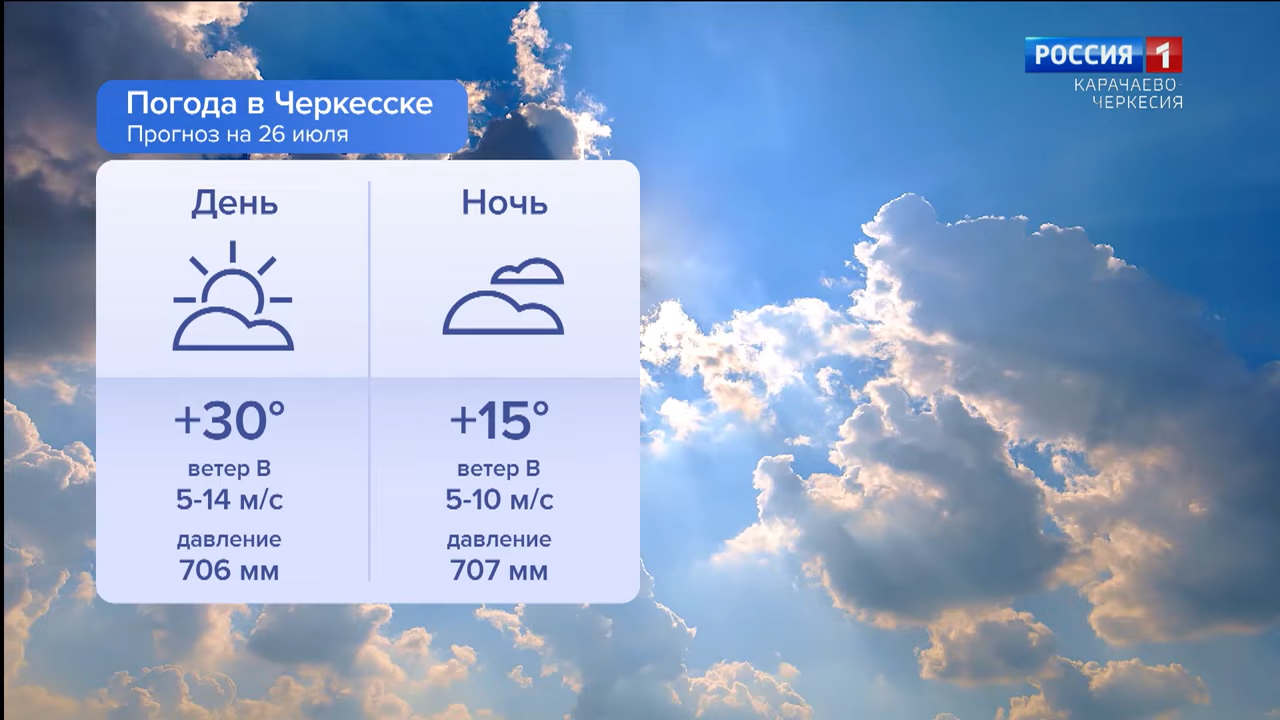 РОССИЯ 1
КАРАЧАЕВО-
ЧЕРКЕСИЯ
Погода в Черкесске
Прогноз на 26 июля
День
Ночь
+30°
+15°
ветер В
ветер В
5-14 м/с
5-10 м/с
давление
давление
706 мм
707 мм